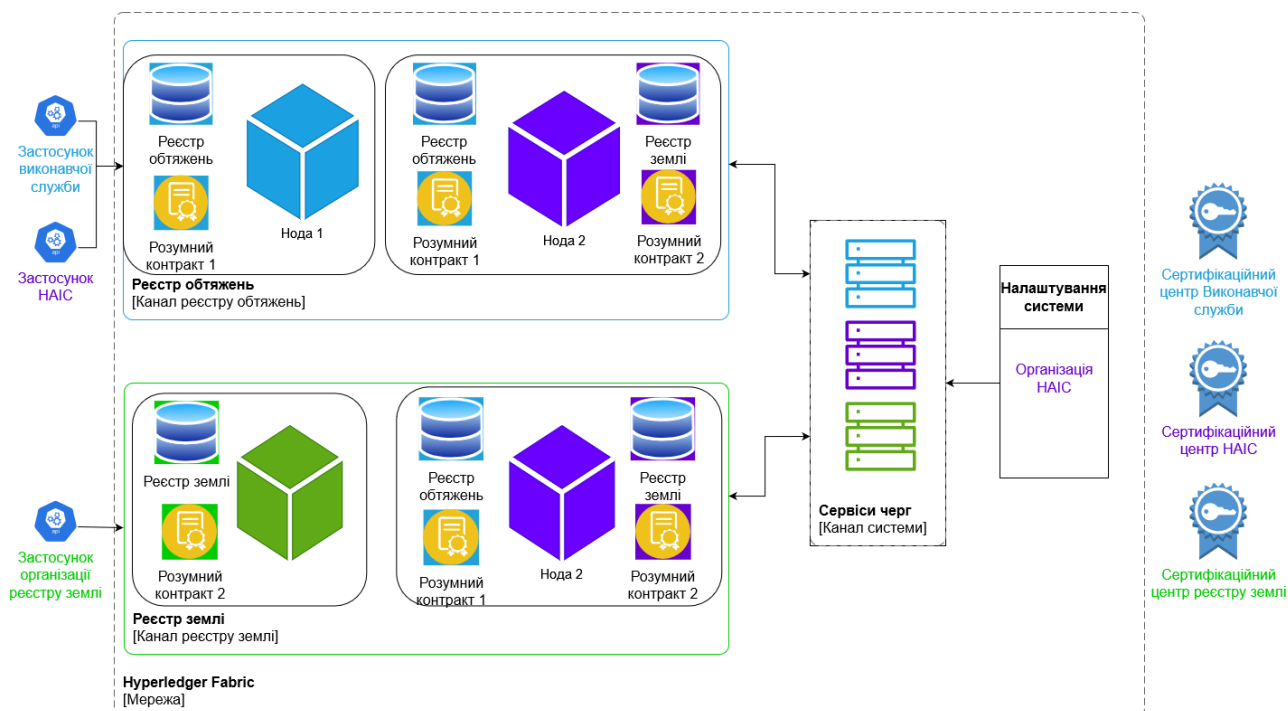 api
Застосунок
виконавчої
служби
api
Застосунок
НАІС
Реєстр
обтяжень
Розумний
контракт 1
Нода 1
Реєстр
обтяжень
Розумний
контракт 1
Нода 2
Реєстр
землі
Розумний
контракт 2
Реєстр обтяжень
[Канал реєстру обтяжень]
api
Застосунок
організації
реєстру землі
Реєстр землі
Розумний
контракт 2
Реєстр
обтяжень
Розумний
контракт 1
Нода 2
Реєстр
землі
Розумний
контракт 2
Реєстр землі
[Канал реєстру землі]
Hyperledger Fabric
[Мережа]
Сервіси черг
[Канал системи]
Налаштування
системи
Організація
НАІС
Сертифікаційний
центр Виконавчої
служби
Сертифікаційний
центр НАІС
Сертифікаційний
центр реєстру землі